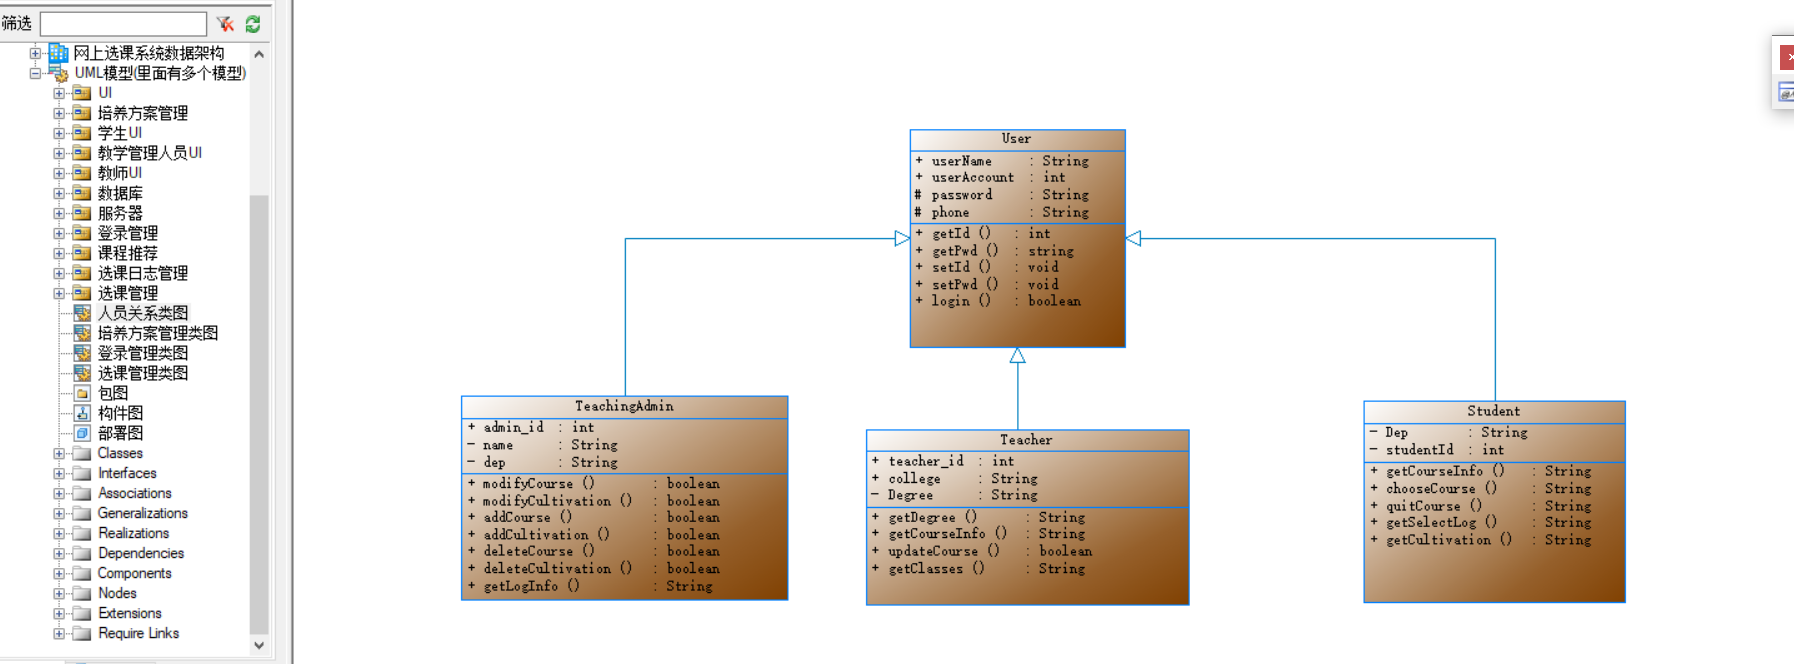 筛选
网上选课系统数据架构
UML模型(里面有多个模型)
UI
培养方案管理
学生UI
教学管理人员UI
教师UI
数据库
服务器
登录管理
课程推荐
选课日志管理
选课管理
人员关系类图
培养方案管理类图
登录管理类图
选课管理类图
包图
构件图
部署图
Classes
Interfaces
Associations
Generalizations
Realizations
Dependencies
Components
Nodes
Extensions
Require Links
User
+ userName : String
+ userAccount : int
# password : String
# phone : String
+ getId () : int
+ getPwd () : string
+ setId () : void
+ setPwd () : void
+ login () : boolean
TeachingAdmin
+ admin_id : int
- name : String
- dep : String
+ modifyCourse () : boolean
+ modifyCultivation () : boolean
+ addCourse () : boolean
+ addCultivation () : boolean
+ deleteCourse () : boolean
+ deleteCultivation () : boolean
+ getLogInfo () : String
Teacher
+ teacher_id : int
+ college : String
- Degree : String
+ getDegree () : String
+ getCourseInfo () : String
+ updateCourse () : boolean
+ getClasses () : String
Student
- Dep : String
- studentId : int
+ getCourseInfo () : String
+ chooseCourse () : String
+ quitCourse () : String
+ getSelectLog () : String
+ getCultivation () : String